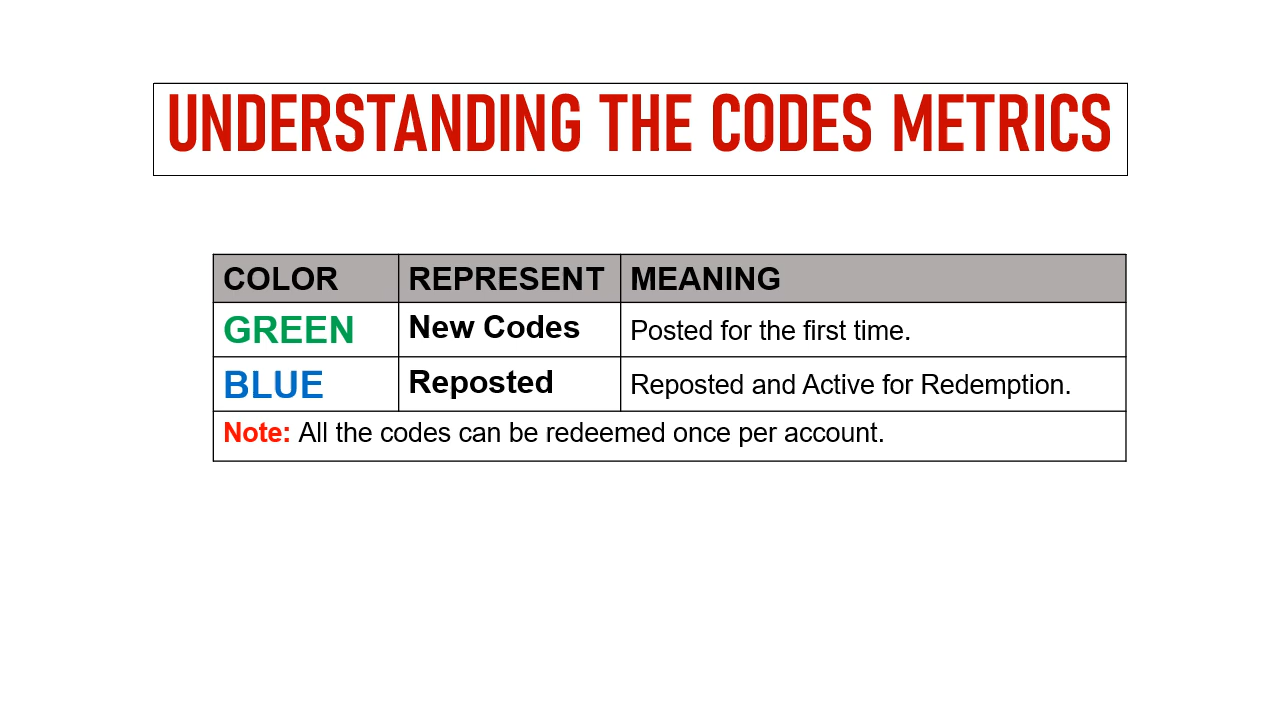 UNDERSTANDING THE CODES METRICS
COLOR REPRESENT MEANING
GREEN New Codes Posted for the first time.
BLUE Reposted Reposted and Active for Redemption.
Note: All the codes can be redeemed once per account.